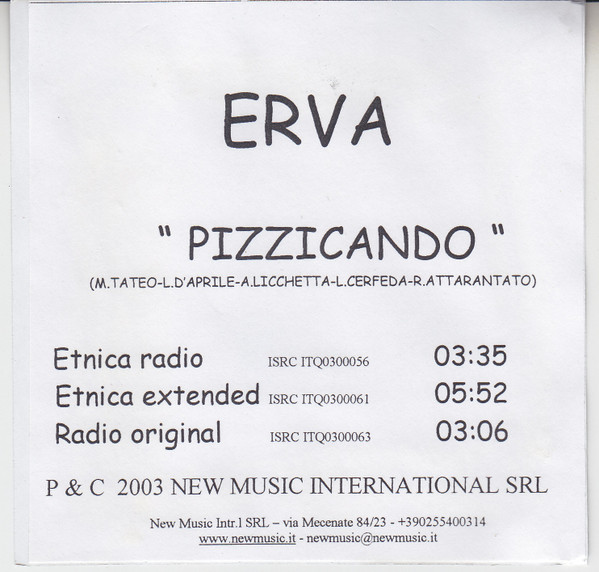 ERVA
" PIZZICANDO "
(M.TATEO-L.D'APRILE-A.LICCHETTA-L.CERFEDA-R.ATTARANTATO)
Etnica radio ISRC ITQ0300056 03:35
Etnica extended ISRC ITQ0300061 05:52
Radio original ISRC ITQ0300063 03:06
P & C 2003 NEW MUSIC INTERNATIONAL SRL
New Music Intr.l SRL – via Mecenate 84/23 - +390255400314
www.newmusic.it - newmusic@newmusic.it